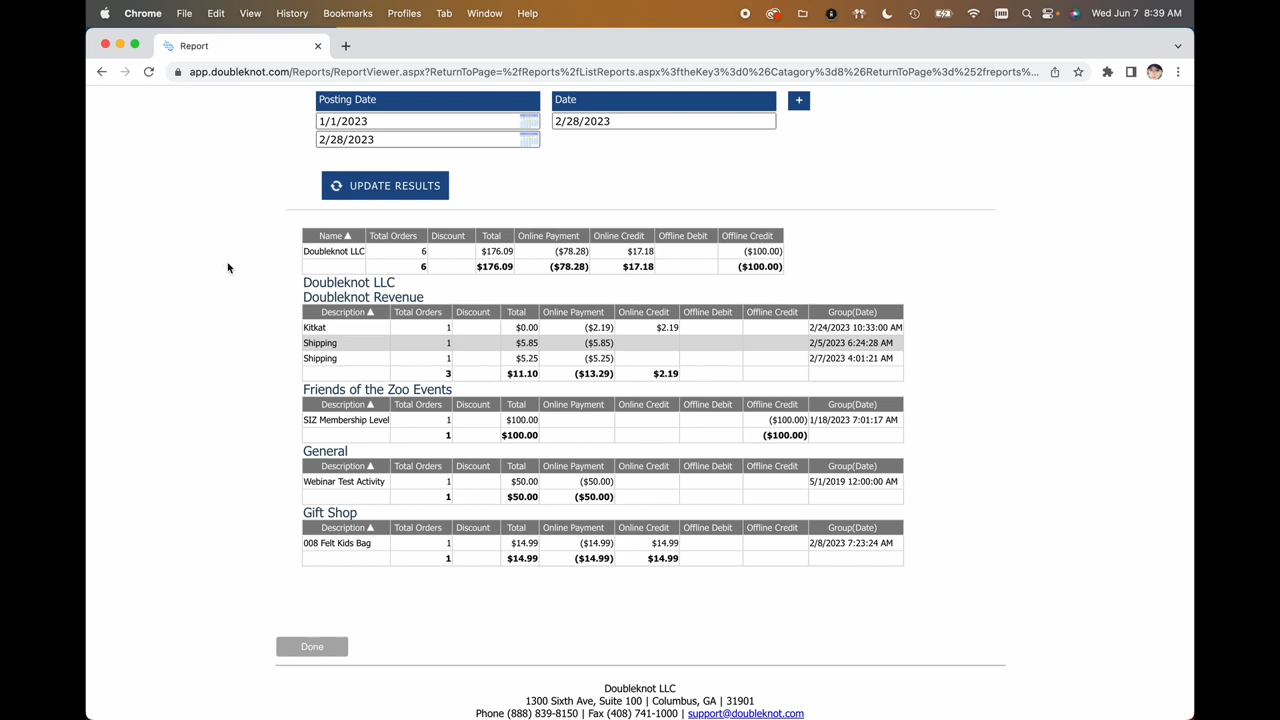 Chrome File Edit View History Bookmarks Profiles Tab Window Help Wed Jun 7 8:39 AM
Report
app.doubleknot.com/Reports/ReportViewer.aspx?ReturnToPage=%2fReports%2fListReports.aspx%3ftheKey3%3d0%26Catagory%3d8%26ReturnToPage%3d%252freports%...
Posting Date Date +
1/1/2023 2/28/2023
2/28/2023
UPDATE RESULTS
Name ▲ Total Orders Discount Total Online Payment Online Credit Offline Debit Offline Credit
Doubleknot LLC 6 $176.09 ($78.28) $17.18 ($100.00)
6 $176.09 ($78.28) $17.18 ($100.00)
Doubleknot LLC
Doubleknot Revenue
Description ▲ Total Orders Discount Total Online Payment Online Credit Offline Debit Offline Credit Group(Date)
Kitkat 1 $0.00 ($2.19) $2.19 2/24/2023 10:33:00 AM
Shipping 1 $5.85 ($5.85) 2/5/2023 6:24:28 AM
Shipping 1 $5.25 ($5.25) 2/7/2023 4:01:21 AM
3 $11.10 ($13.29) $2.19
Friends of the Zoo Events
Description ▲ Total Orders Discount Total Online Payment Online Credit Offline Debit Offline Credit Group(Date)
SIZ Membership Level 1 $100.00 ($100.00) 1/18/2023 7:01:17 AM
1 $100.00 ($100.00)
General
Description ▲ Total Orders Discount Total Online Payment Online Credit Offline Debit Offline Credit Group(Date)
Webinar Test Activity 1 $50.00 ($50.00) 5/1/2019 12:00:00 AM
1 $50.00 ($50.00)
Gift Shop
Description ▲ Total Orders Discount Total Online Payment Online Credit Offline Debit Offline Credit Group(Date)
008 Felt Kids Bag 1 $14.99 ($14.99) $14.99 2/8/2023 7:23:24 AM
1 $14.99 ($14.99) $14.99
Done
Doubleknot LLC
1300 Sixth Ave, Suite 100 | Columbus, GA | 31901
Phone (888) 839-8150 | Fax (408) 741-1000 | support@doubleknot.com